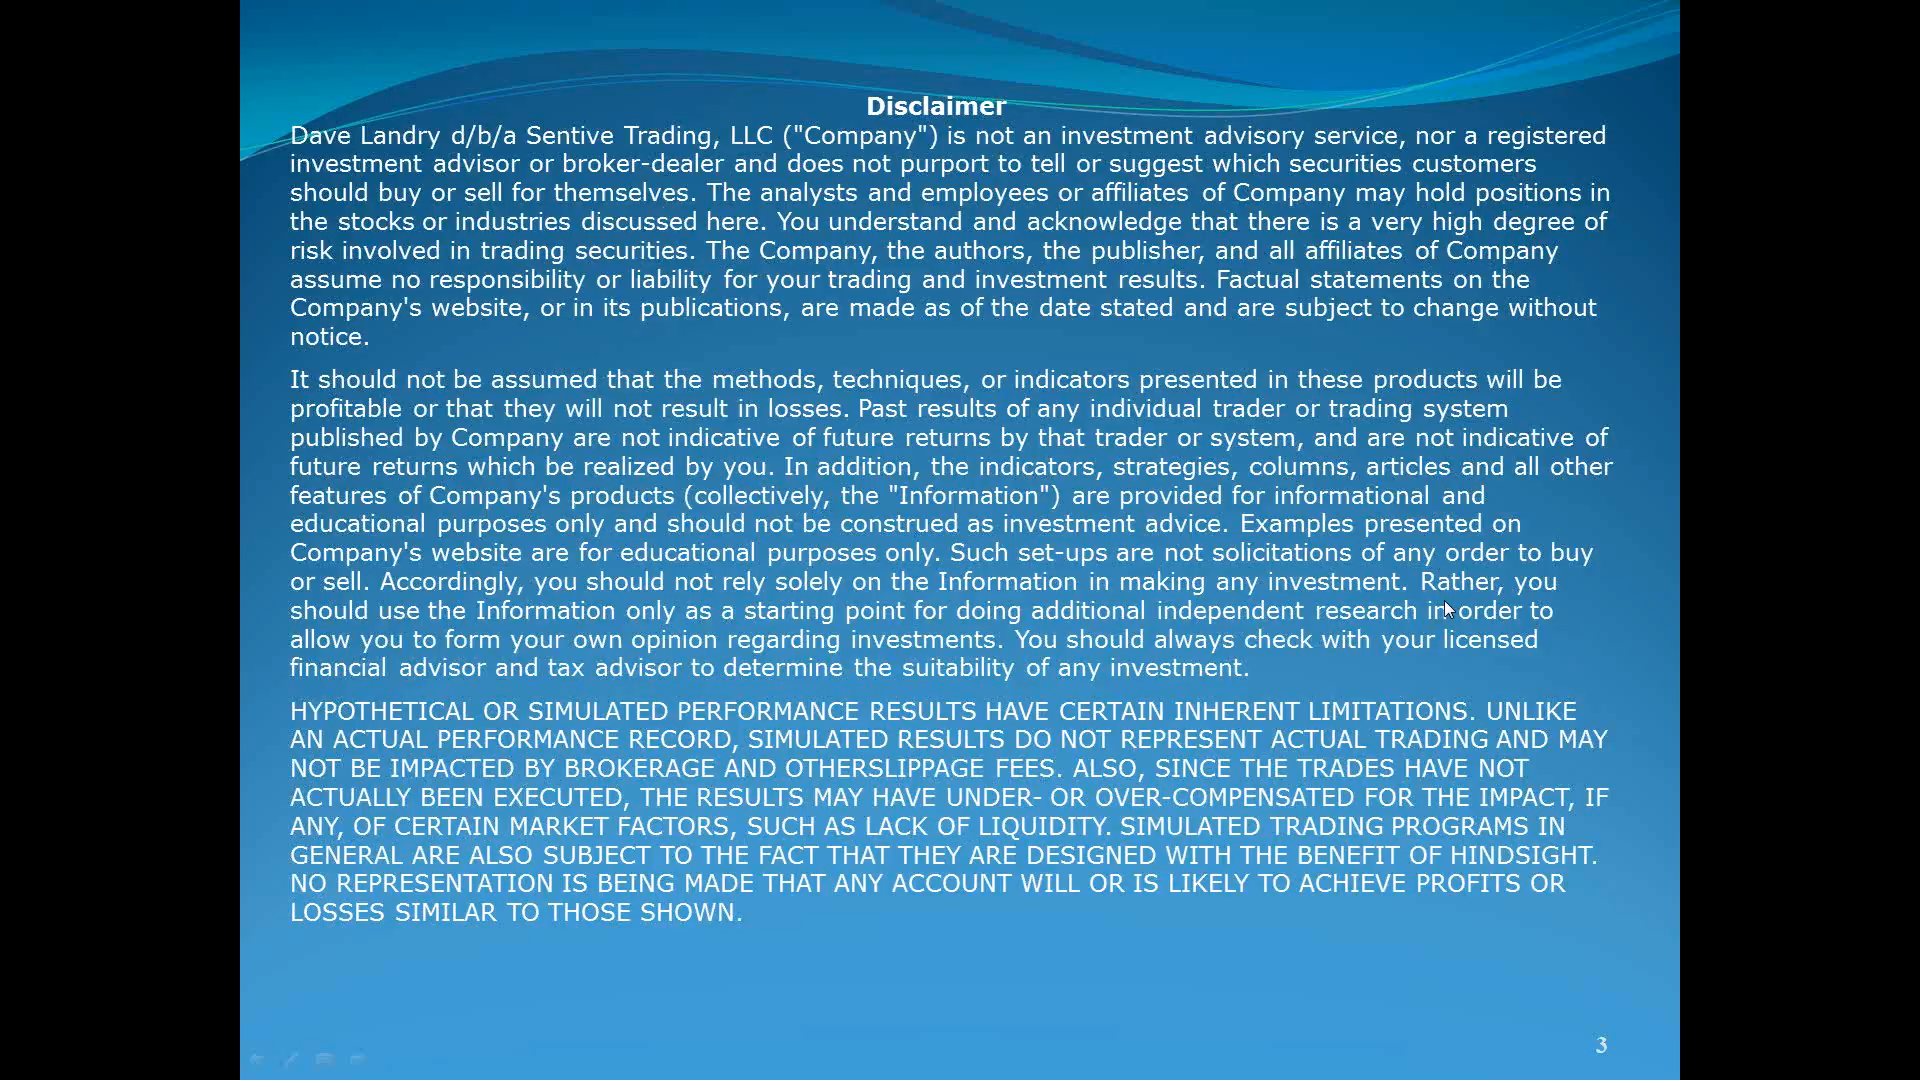 Disclaimer
Dave Landry d/b/a Sentive Trading, LLC ("Company") is not an investment advisory service, nor a registered
investment advisor or broker-dealer and does not purport to tell or suggest which securities customers
should buy or sell for themselves. The analysts and employees or affiliates of Company may hold positions in
the stocks or industries discussed here. You understand and acknowledge that there is a very high degree of
risk involved in trading securities. The Company, the authors, the publisher, and all affiliates of Company
assume no responsibility or liability for your trading and investment results. Factual statements on the
Company's website, or in its publications, are made as of the date stated and are subject to change without
notice.
It should not be assumed that the methods, techniques, or indicators presented in these products will be
profitable or that they will not result in losses. Past results of any individual trader or trading system
published by Company are not indicative of future returns by that trader or system, and are not indicative of
future returns which be realized by you. In addition, the indicators, strategies, columns, articles and all other
features of Company's products (collectively, the "Information") are provided for informational and
educational purposes only and should not be construed as investment advice. Examples presented on
Company's website are for educational purposes only. Such set-ups are not solicitations of any order to buy
or sell. Accordingly, you should not rely solely on the Information in making any investment. Rather, you
should use the Information only as a starting point for doing additional independent research in order to
allow you to form your own opinion regarding investments. You should always check with your licensed
financial advisor and tax advisor to determine the suitability of any investment.
HYPOTHETICAL OR SIMULATED PERFORMANCE RESULTS HAVE CERTAIN INHERENT LIMITATIONS. UNLIKE
AN ACTUAL PERFORMANCE RECORD, SIMULATED RESULTS DO NOT REPRESENT ACTUAL TRADING AND MAY
NOT BE IMPACTED BY BROKERAGE AND OTHERSLIPPAGE FEES. ALSO, SINCE THE TRADES HAVE NOT
ACTUALLY BEEN EXECUTED, THE RESULTS MAY HAVE UNDER- OR OVER-COMPENSATED FOR THE IMPACT, IF
ANY, OF CERTAIN MARKET FACTORS, SUCH AS LACK OF LIQUIDITY. SIMULATED TRADING PROGRAMS IN
GENERAL ARE ALSO SUBJECT TO THE FACT THAT THEY ARE DESIGNED WITH THE BENEFIT OF HINDSIGHT.
NO REPRESENTATION IS BEING MADE THAT ANY ACCOUNT WILL OR IS LIKELY TO ACHIEVE PROFITS OR
LOSSES SIMILAR TO THOSE SHOWN.
3